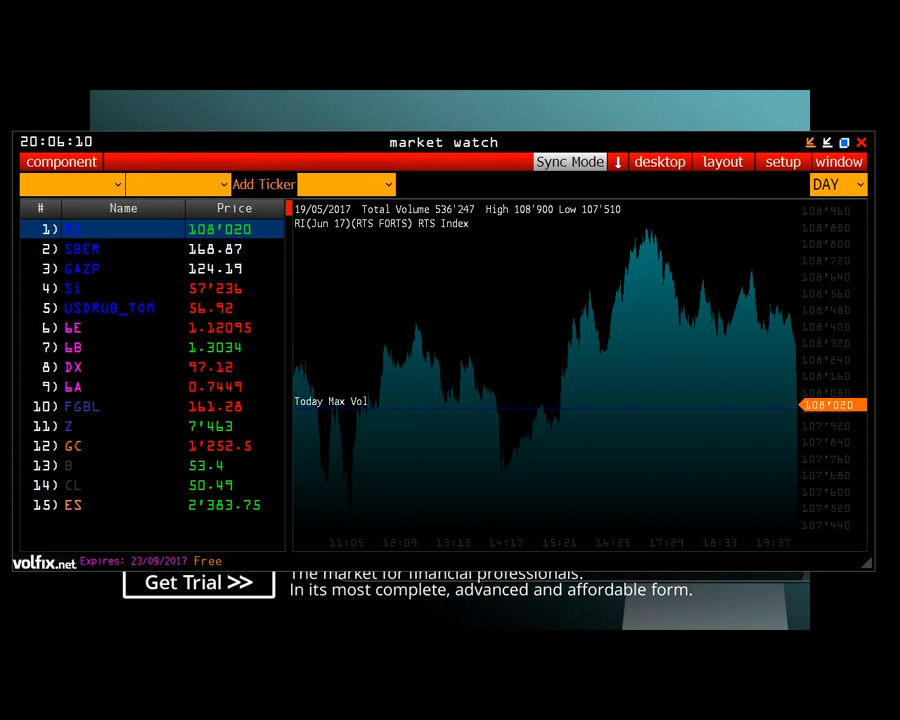 20:06:10
market watch
component
Sync Mode
desktop
layout
setup
window
Add Ticker
DAY
# Name Price
1) RI 108'020
2) SBER 168.87
3) GAZP 124.19
4) Si 57'236
5) USDRUB_TOM 56.92
6) 6E 1.12095
7) 6B 1.3034
8) DX 97.12
9) 6A 0.7449
10) FGBL 161.28
11) Z 7'463
12) GC 1'252.5
13) B 53.4
14) CL 50.49
15) ES 2'383.75
19/05/2017 Total Volume 536'247 High 108'900 Low 107'510
RI(Jun 17)(RTS FORTS) RTS Index
Today Max Vol
108'960
108'880
108'800
108'720
108'640
108'560
108'480
108'400
108'320
108'240
108'160
108'080
108'020
107'920
107'840
107'760
107'680
107'600
107'520
107'440
11:05 12:09 13:13 14:17 15:21 16:25 17:29 18:33 19:37
volfix.net Expires: 23/09/2017 Free
Get Trial >>
The market for financial professionals.
In its most complete, advanced and affordable form.